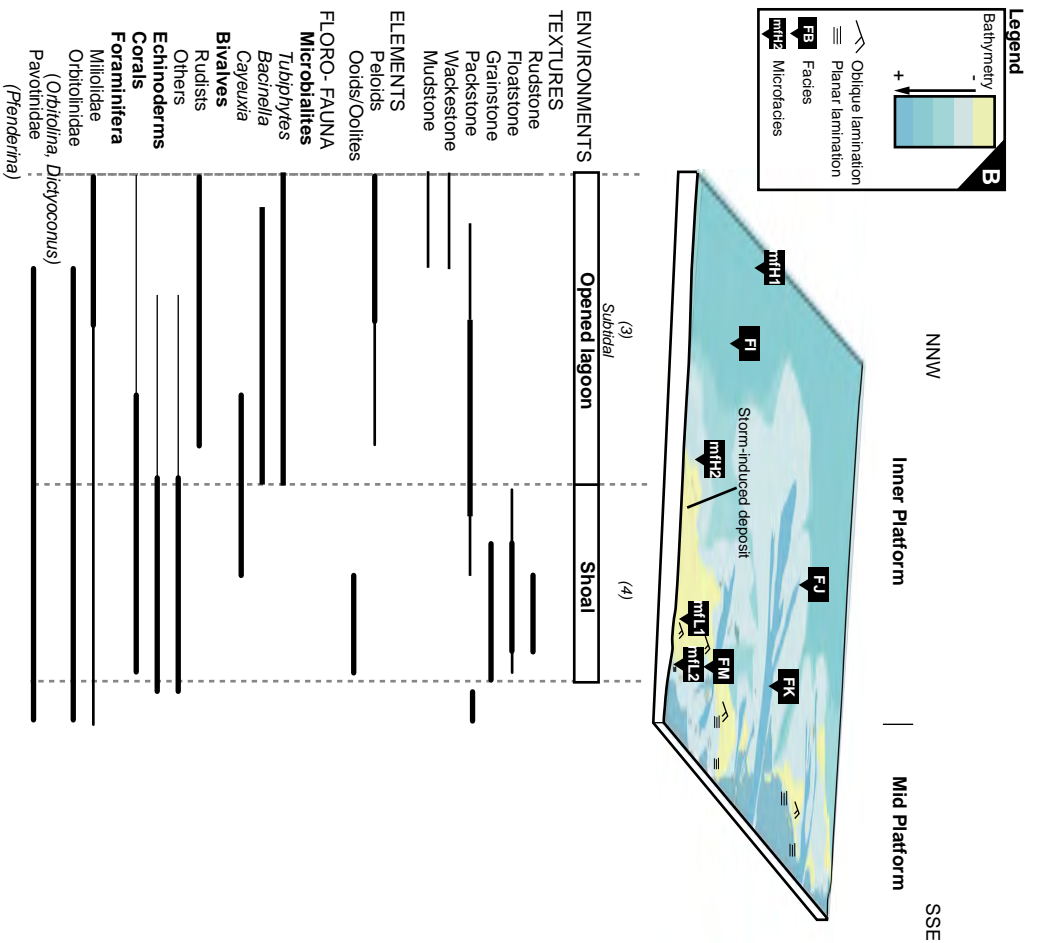 Legend
B
Bathymetry
-
+
Oblique lamination
Planar lamination
FB
Facies
mfH2
Microfacies
NNW
SSE
Inner Platform
Mid Platform
mfH1
FI
mfH2
FJ
mfL1
mfL2
FM
FK
Storm-induced deposit
(3)
Subtidal
(4)
ENVIRONMENTS
Opened lagoon
Shoal
TEXTURES
Rudstone
Floatstone
Grainstone
Packstone
Wackestone
Mudstone
ELEMENTS
Peloids
Ooids/Oolites
FLORO- FAUNA
Microbialites
Tubiphytes
Bacinella
Cayeuxia
Bivalves
Rudists
Others
Echinoderms
Corals
Foraminifera
Miliolidae
Orbitolinidae
(Orbitolina, Dictyoconus)
Pavotinidae
(Pfenderina)